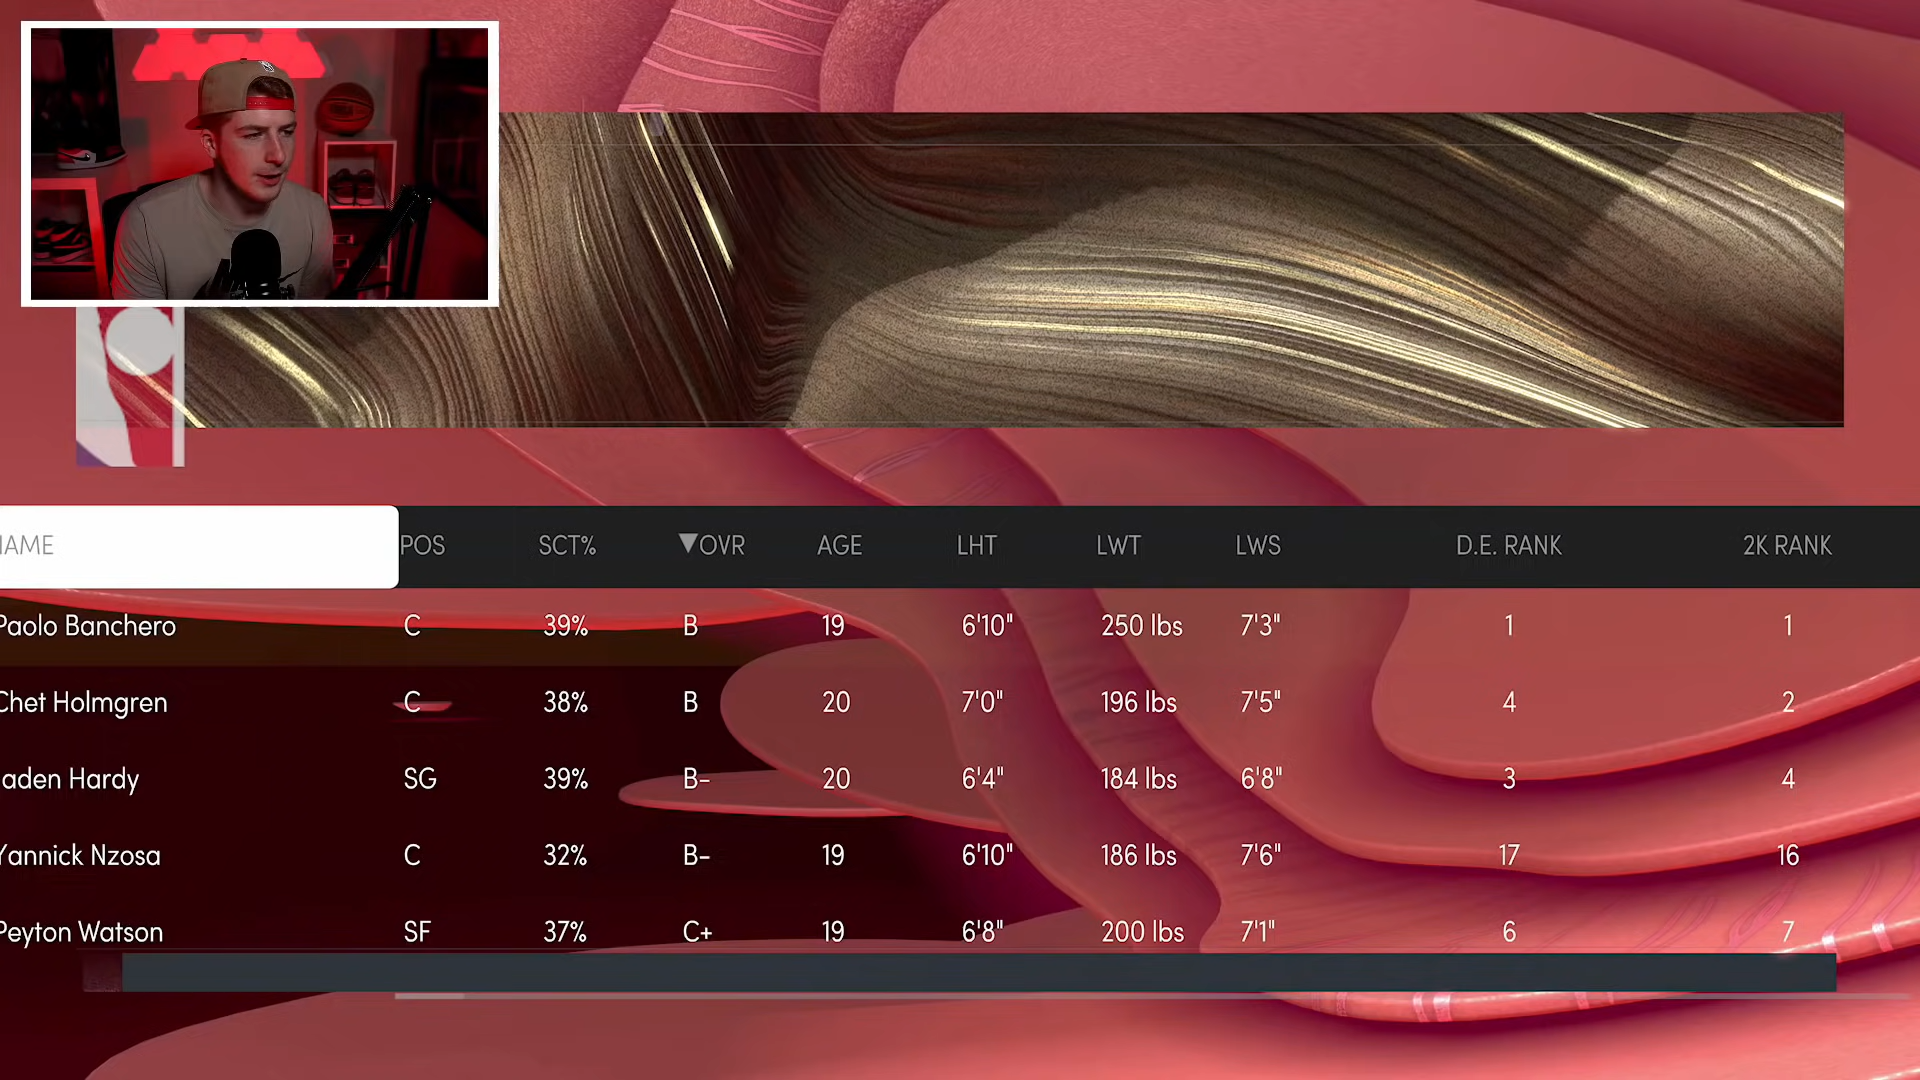 NAME POS SCT% ▼OVR AGE LHT LWT LWS D.E. RANK 2K RANK
Paolo Banchero C 39% B 19 6'10" 250 lbs 7'3" 1 1
Chet Holmgren C 38% B 20 7'0" 196 lbs 7'5" 4 2
Jaden Hardy SG 39% B- 20 6'4" 184 lbs 6'8" 3 4
Yannick Nzosa C 32% B- 19 6'10" 186 lbs 7'6" 17 16
Peyton Watson SF 37% C+ 19 6'8" 200 lbs 7'1" 6 7